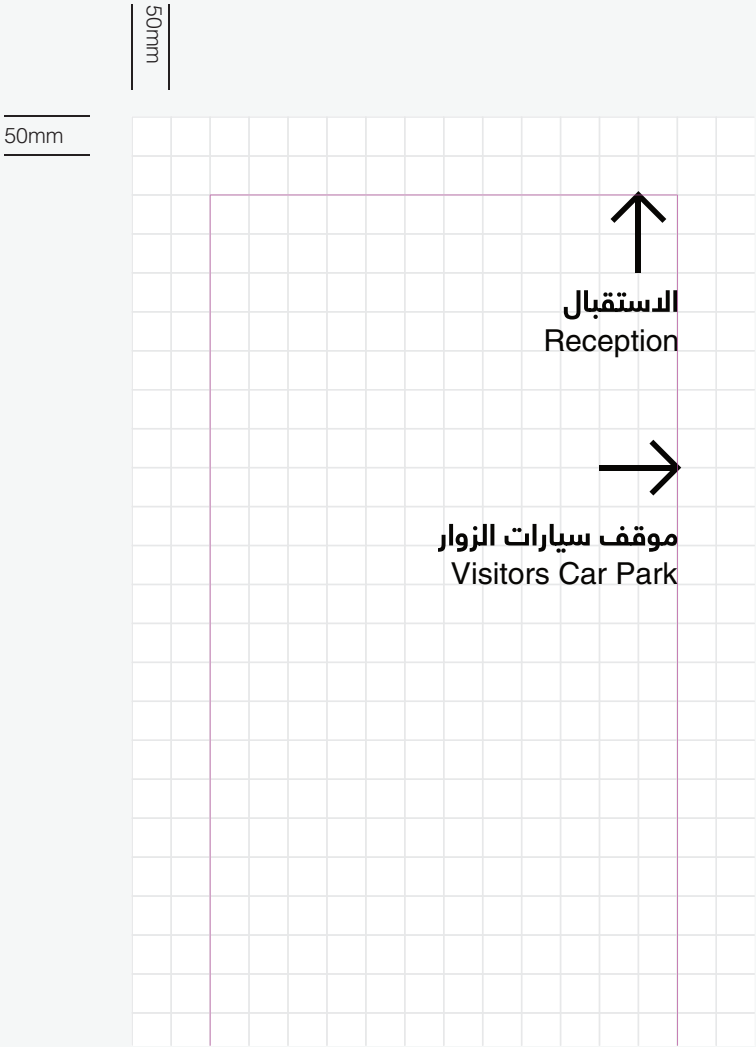 50mm
50mm
الاستقبال
Reception
موقف سيارات الزوار
Visitors Car Park